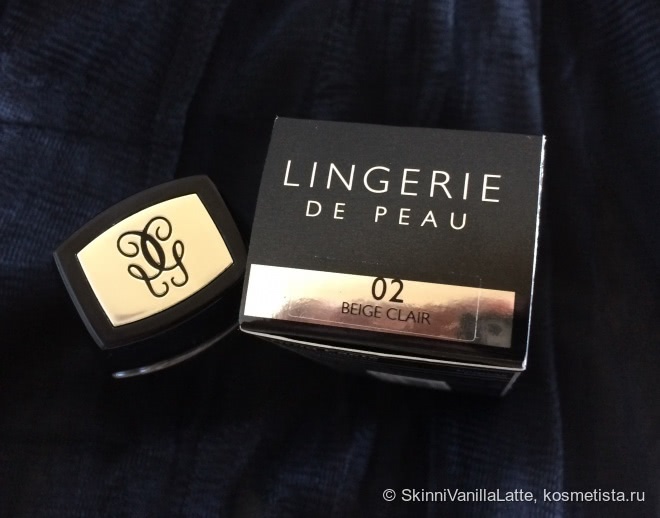 LINGERIE
DE PEAU
02
BEIGE CLAIR
© SkinniVanillaLatte, kosmetista.ru